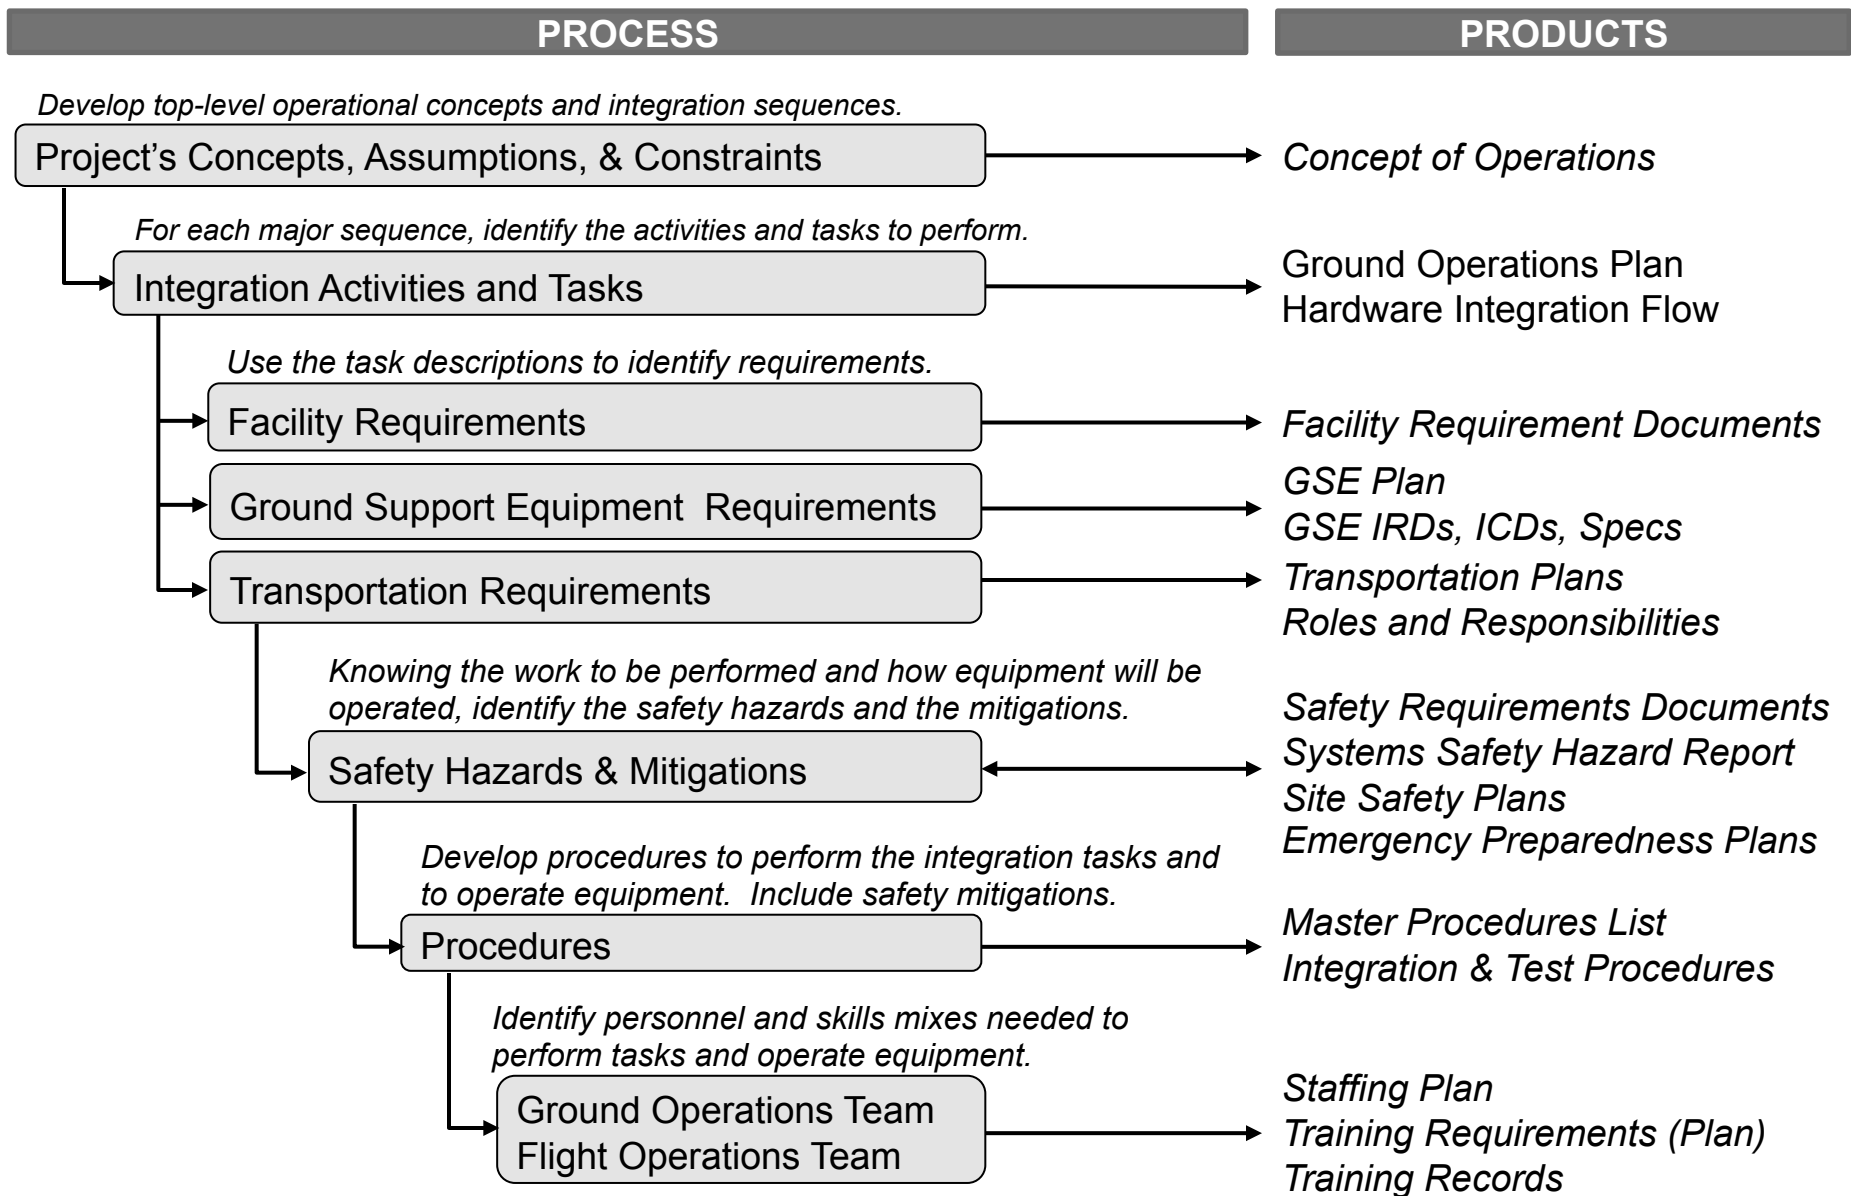 PROCESS
PRODUCTS
Develop top-level operational concepts and integration sequences.
Project’s Concepts, Assumptions, & Constraints
Concept of Operations
For each major sequence, identify the activities and tasks to perform.
Integration Activities and Tasks
Ground Operations Plan
Hardware Integration Flow
Use the task descriptions to identify requirements.
Facility Requirements
Facility Requirement Documents
Ground Support Equipment  Requirements
GSE Plan
GSE IRDs, ICDs, Specs
Transportation Requirements
Transportation Plans
Roles and Responsibilities
Knowing the work to be performed and how equipment will be
operated, identify the safety hazards and the mitigations.
Safety Hazards & Mitigations
Safety Requirements Documents
Systems Safety Hazard Report
Site Safety Plans
Emergency Preparedness Plans
Develop procedures to perform the integration tasks and
to operate equipment.  Include safety mitigations.
Procedures
Master Procedures List
Integration & Test Procedures
Identify personnel and skills mixes needed to
perform tasks and operate equipment.
Ground Operations Team
Flight Operations Team
Staffing Plan
Training Requirements (Plan)
Training Records